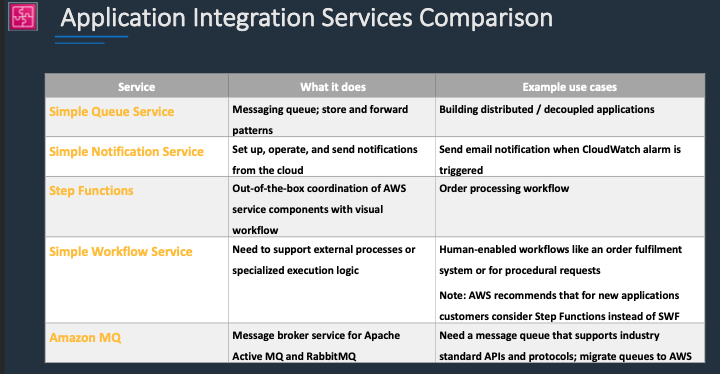 Application Integration Services Comparison
Service What it does Example use cases
Simple Queue Service
Messaging queue; store and forward
patterns
Building distributed / decoupled applications
Simple Notification Service
Set up, operate, and send notifications
from the cloud
Send email notification when CloudWatch alarm is
triggered
Step Functions
Out-of-the-box coordination of AWS
service components with visual
workflow
Order processing workflow
Simple Workflow Service
Need to support external processes or
specialized execution logic
Human-enabled workflows like an order fulfilment
system or for procedural requests
Note: AWS recommends that for new applications
customers consider Step Functions instead of SWF
Amazon MQ
Message broker service for Apache
Active MQ and RabbitMQ
Need a message queue that supports industry
standard APIs and protocols; migrate queues to AWS